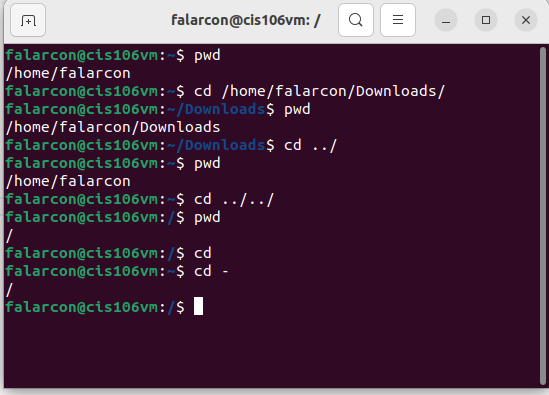 falarcon@cis106vm: /
falarcon@cis106vm:~$ pwd
/home/falarcon
falarcon@cis106vm:~$ cd /home/falarcon/Downloads/
falarcon@cis106vm:~/Downloads$ pwd
/home/falarcon/Downloads
falarcon@cis106vm:~/Downloads$ cd ../
falarcon@cis106vm:~$ pwd
/home/falarcon
falarcon@cis106vm:~$ cd ../../
falarcon@cis106vm:/$ pwd
/
falarcon@cis106vm:/$ cd
falarcon@cis106vm:~$ cd -
/
falarcon@cis106vm:/$